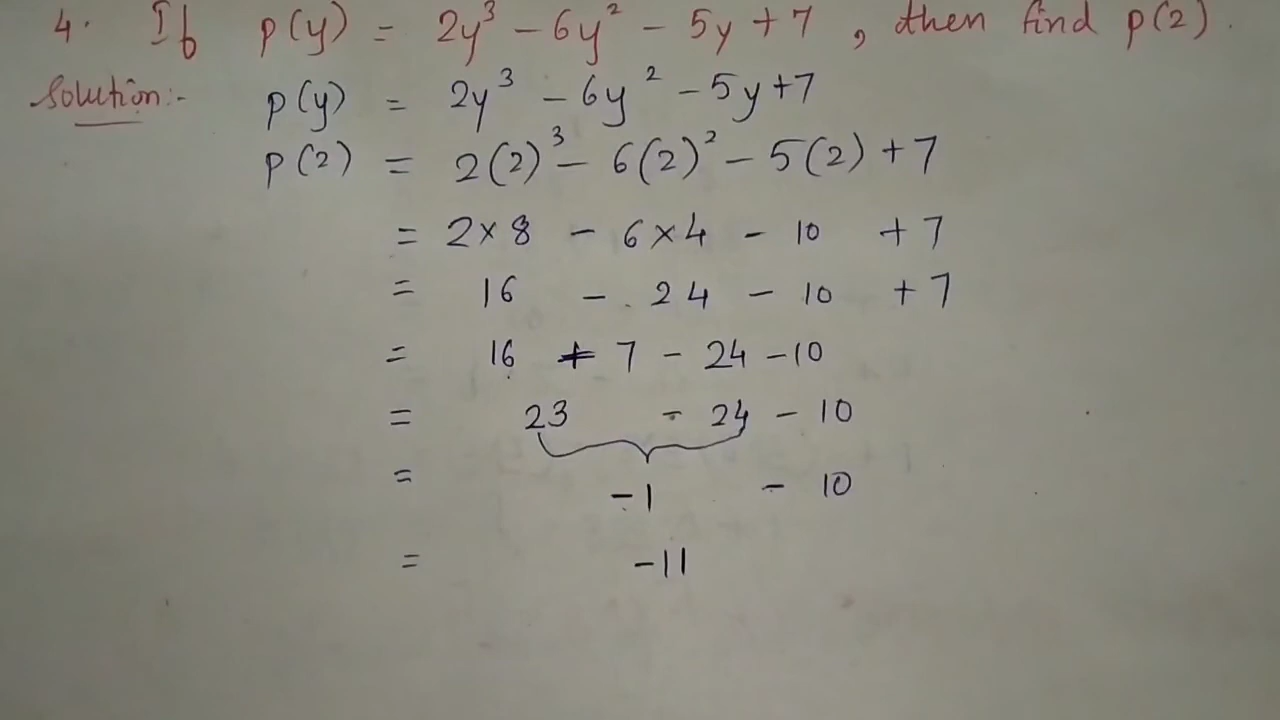 4. If p(y) = 2y³ - 6y² - 5y + 7 , then find p(2).
Solution:- p(y) = 2y³ - 6y² - 5y + 7
p(2) = 2(2)³ - 6(2)² - 5(2) + 7
= 2 × 8 - 6 × 4 - 10 + 7
= 16 - 24 - 10 + 7
= 16 + 7 - 24 - 10
= 23 - 24 - 10
= -1 - 10
= -11